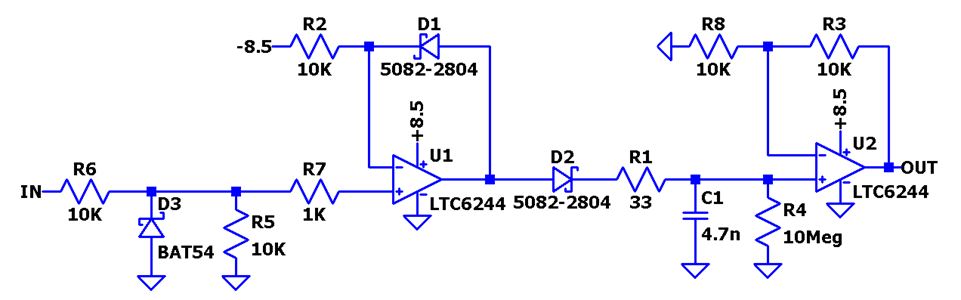 R2
D1
R8
R3
-8.5
10K
5082-2804
10K
10K
+8.5
+8.5
U1
U2
R6
R7
D2
R1
IN
OUT
10K
D3
R5
1K
LTC6244
5082-2804
33
C1
R4
LTC6244
BAT54
10K
4.7n
10Meg